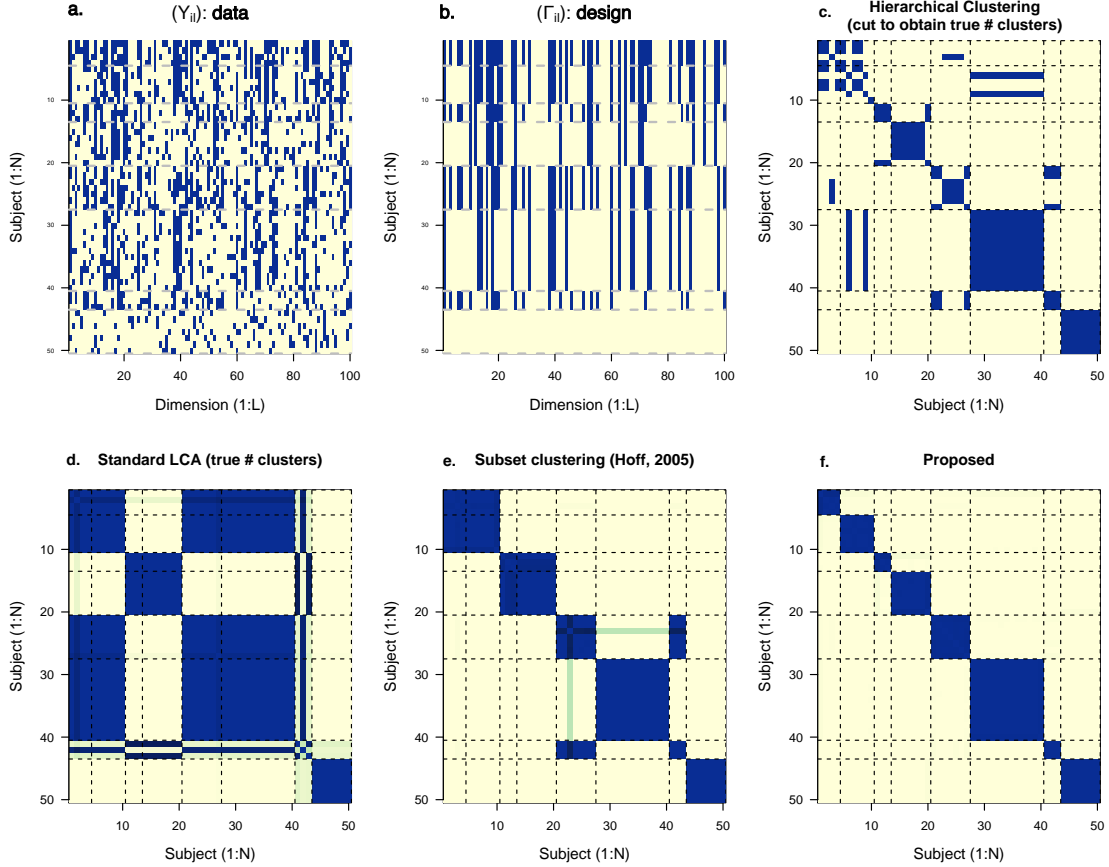 a. (Y_il): data
10
20
30
40
50
20 40 60 80 100
Subject (1:N)
Dimension (1:L)
b. (Γ_il): design
10
20
30
40
50
20 40 60 80 100
Subject (1:N)
Dimension (1:L)
c. Hierarchical Clustering
(cut to obtain true # clusters)
10
20
30
40
50
10 20 30 40 50
Subject (1:N)
Subject (1:N)
d. Standard LCA (true # clusters)
10
20
30
40
50
10 20 30 40 50
Subject (1:N)
Subject (1:N)
e. Subset clustering (Hoff, 2005)
10
20
30
40
50
10 20 30 40 50
Subject (1:N)
Subject (1:N)
f. Proposed
10
20
30
40
50
10 20 30 40 50
Subject (1:N)
Subject (1:N)